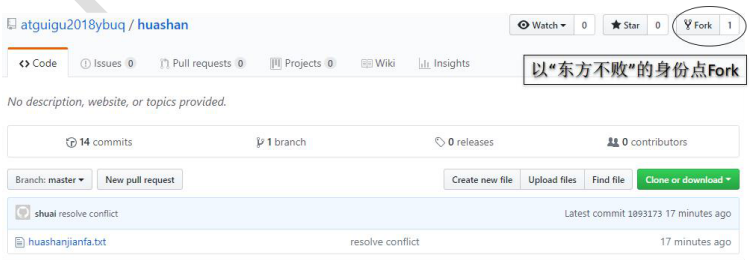 atguigu2018ybuq / huashan
Watch 0 Star 0 Fork 1
Code Issues 0 Pull requests 0 Projects 0 Wiki Insights
以“东方不败”的身份点Fork
No description, website, or topics provided.
14 commits 1 branch 0 releases 0 contributors
Branch: master New pull request Create new file Upload files Find file Clone or download
shuai resolve conflict Latest commit 1093173 17 minutes ago
huashanjianfa.txt resolve conflict 17 minutes ago